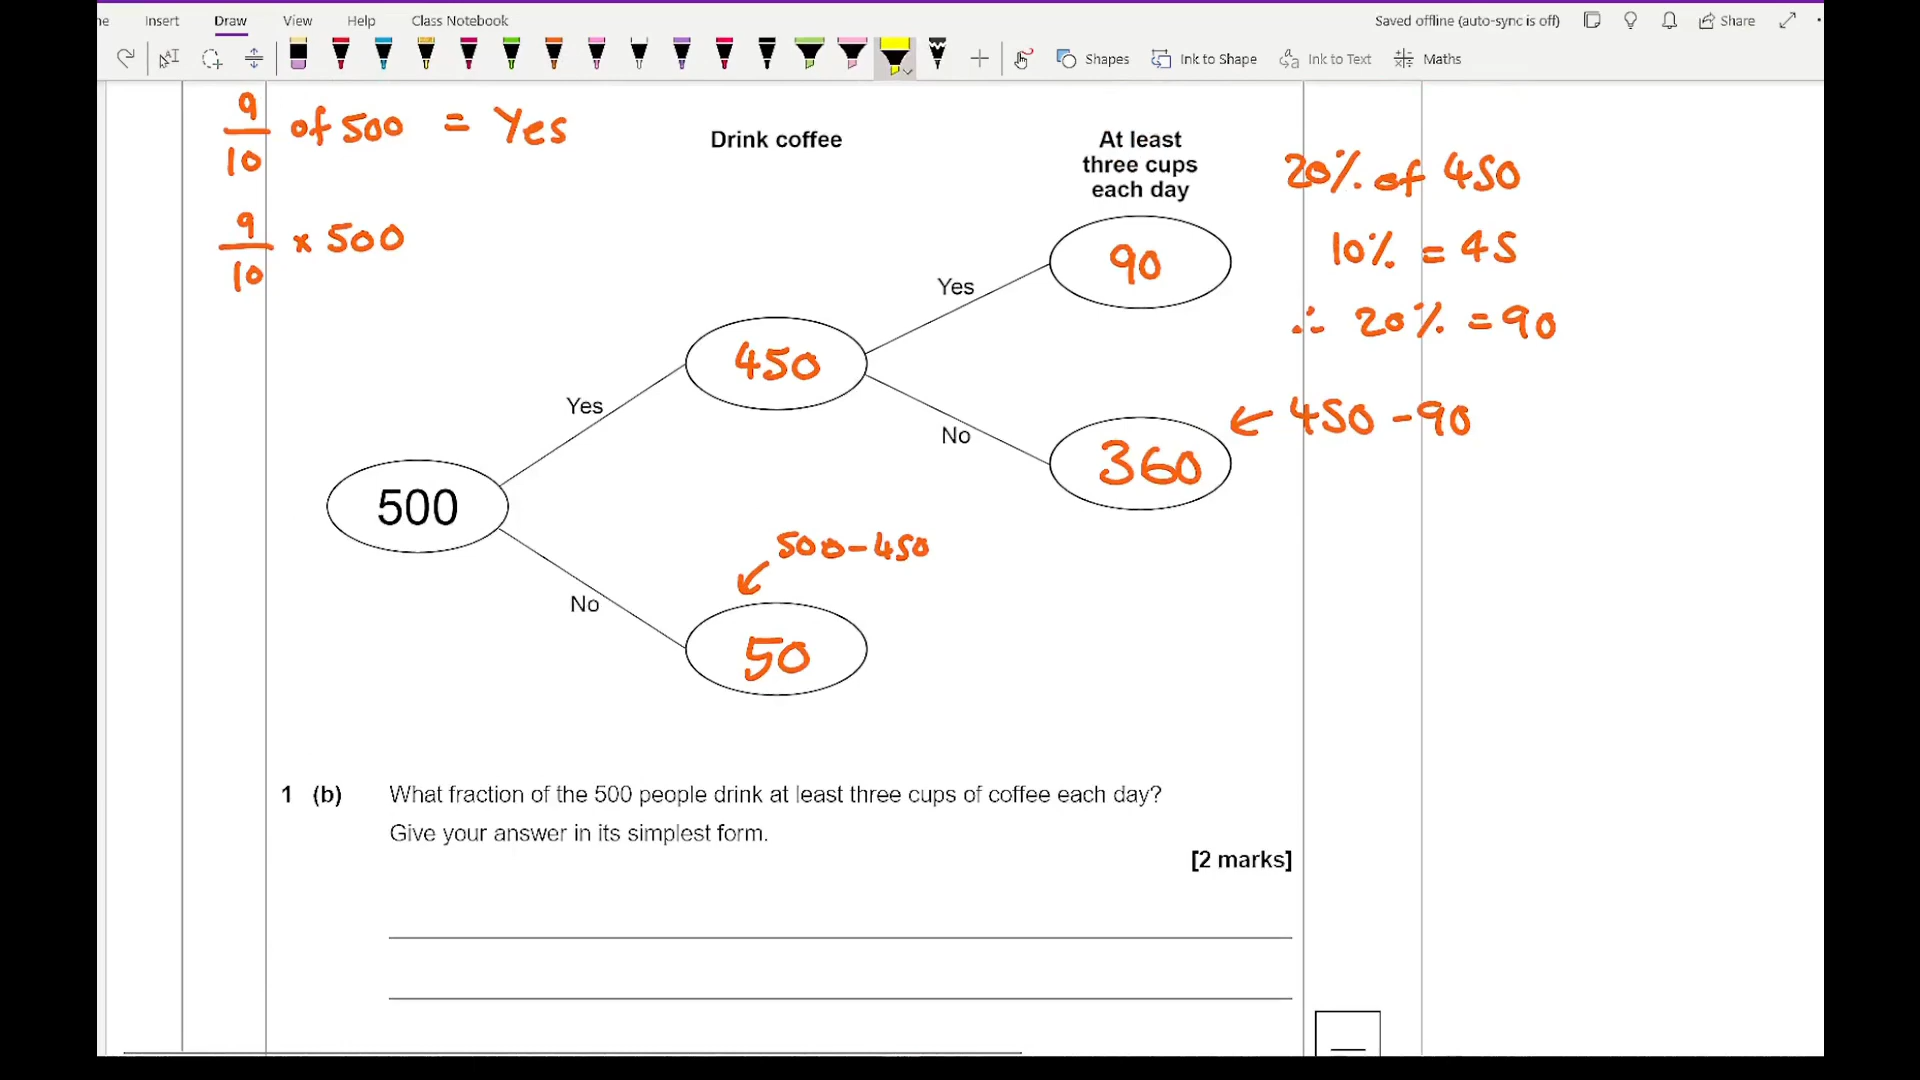 Insert Draw View Help Class Notebook Saved offline (auto-sync is off) Share
Shapes Ink to Shape Ink to Text Maths
9/10 of 500 = Yes
9/10 × 500
Drink coffee
At least
three cups
each day
20% of 450
10% = 45
∴ 20% = 90
90
Yes
450
Yes
No
← 450 - 90
360
500
500 - 450
No
50
1 (b) What fraction of the 500 people drink at least three cups of coffee each day?
Give your answer in its simplest form.
[2 marks]